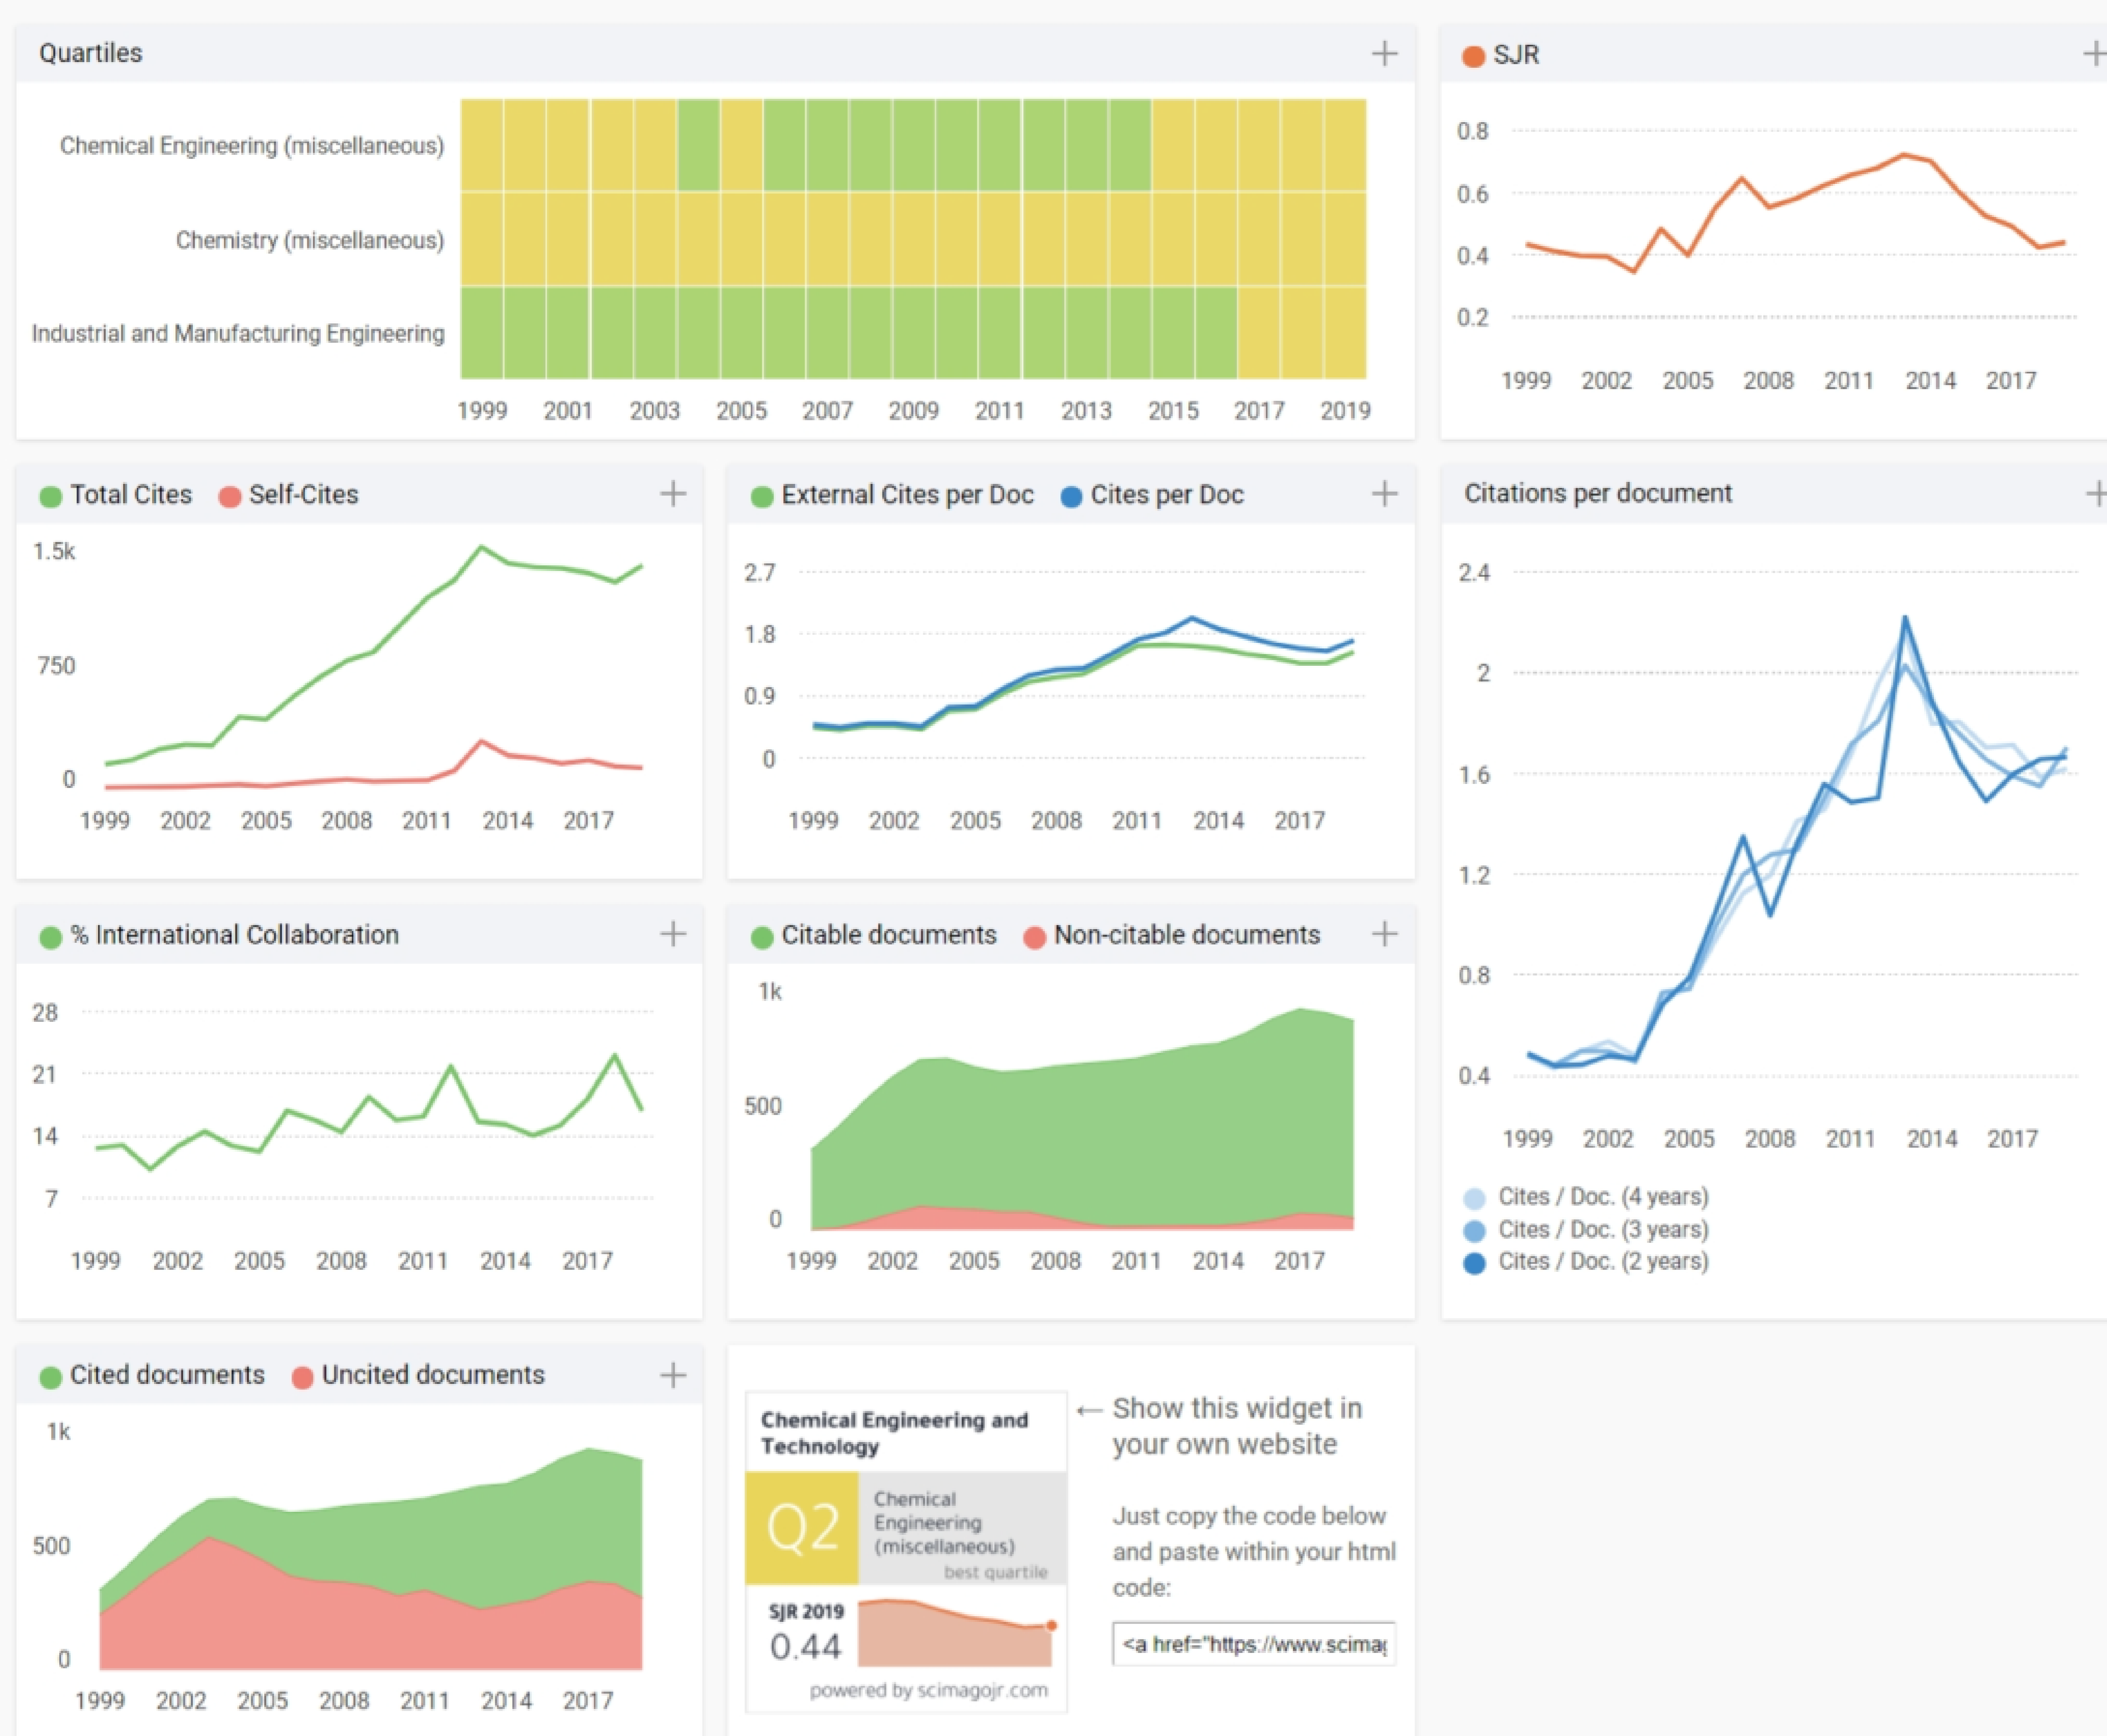 Quartiles
Chemical Engineering (miscellaneous)
Chemistry (miscellaneous)
Industrial and Manufacturing Engineering
1999 2001 2003 2005 2007 2009 2011 2013 2015 2017 2019
SJR
0.8
0.6
0.4
0.2
1999 2002 2005 2008 2011 2014 2017
Total Cites Self-Cites
1.5k
750
0
1999 2002 2005 2008 2011 2014 2017
External Cites per Doc Cites per Doc
2.7
1.8
0.9
0
1999 2002 2005 2008 2011 2014 2017
Citations per document
2.4
2
1.6
1.2
0.8
0.4
1999 2002 2005 2008 2011 2014 2017
Cites / Doc. (4 years)
Cites / Doc. (3 years)
Cites / Doc. (2 years)
% International Collaboration
28
21
14
7
1999 2002 2005 2008 2011 2014 2017
Citable documents Non-citable documents
1k
500
0
1999 2002 2005 2008 2011 2014 2017
Cited documents Uncited documents
1k
500
0
1999 2002 2005 2008 2011 2014 2017
Chemical Engineering and
Technology
Q2
Chemical
Engineering
(miscellaneous)
best quartile
SJR 2019
0.44
powered by scimagojr.com
← Show this widget in
your own website
Just copy the code below
and paste within your html
code:
<a href="https://www.scimag